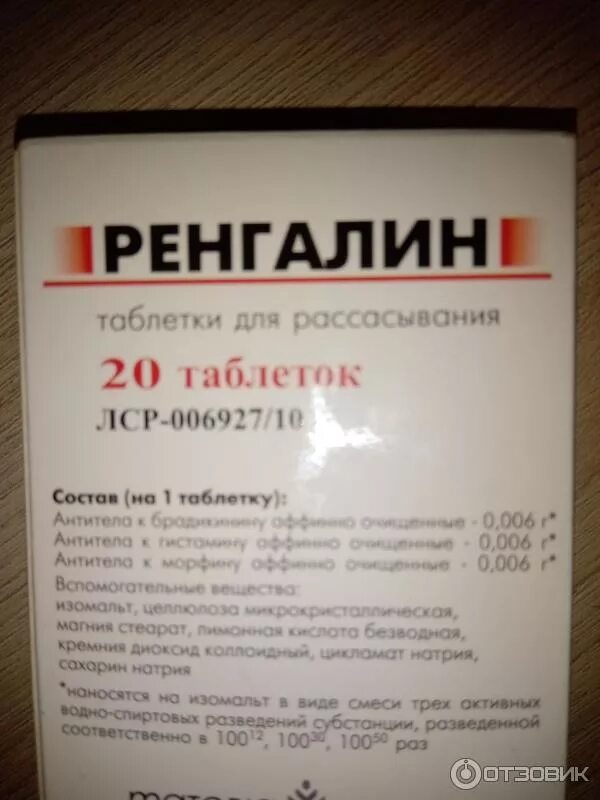 РЕНГАЛИН
таблетки для рассасывания
20 таблеток
ЛСР-006927/10
Состав (на 1 таблетку):
Антитела к брадикинину аффинно очищенные - 0,006 г*
Антитела к гистамину аффинно очищенные - 0,006 г*
Антитела к морфину аффинно очищенные - 0,006 г*
Вспомогательные вещества:
изомальт, целлюлоза микрокристаллическая,
магния стеарат, лимонная кислота безводная,
кремния диоксид коллоидный, цикламат натрия,
сахарин натрия
*наносятся на изомальт в виде смеси трех активных
водно-спиртовых разведений субстанции, разведенной
соответственно в 100¹², 100³⁰, 100⁵⁰ раз
ОТЗОВИК